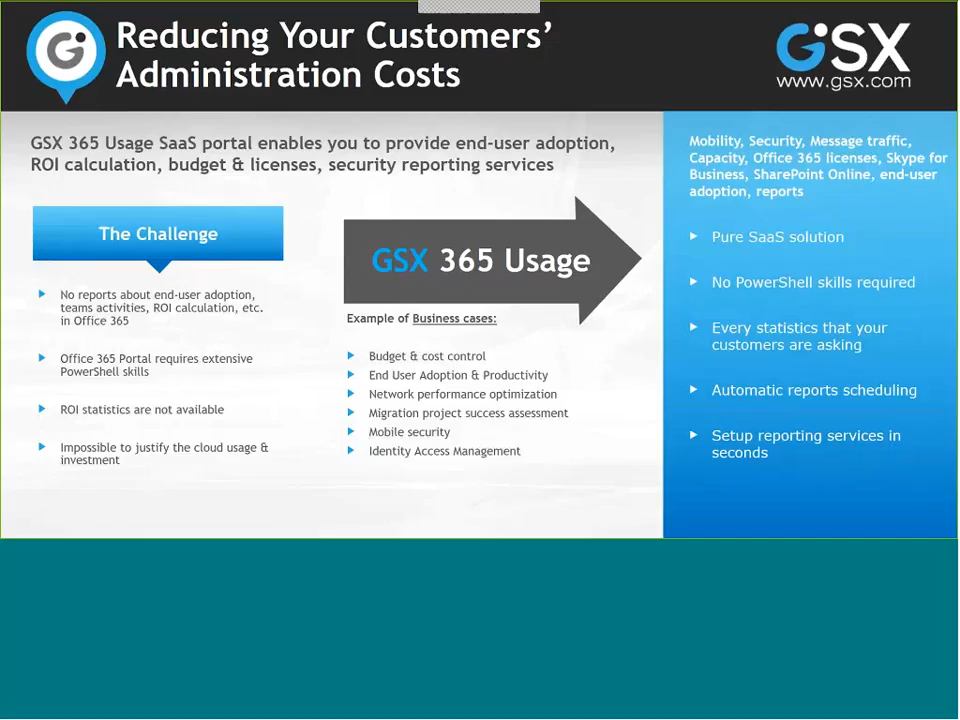 Reducing Your Customers’
Administration Costs
GSX
www.gsx.com
GSX 365 Usage SaaS portal enables you to provide end-user adoption,
ROI calculation, budget & licenses, security reporting services
The Challenge
No reports about end-user adoption,
teams activities, ROI calculation, etc.
in Office 365
Office 365 Portal requires extensive
PowerShell skills
ROI statistics are not available
Impossible to justify the cloud usage &
investment
GSX 365 Usage
Example of Business cases:
Budget & cost control
End User Adoption & Productivity
Network performance optimization
Migration project success assessment
Mobile security
Identity Access Management
Mobility, Security, Message traffic,
Capacity, Office 365 licenses, Skype for
Business, SharePoint Online, end-user
adoption, reports
Pure SaaS solution
No PowerShell skills required
Every statistics that your
customers are asking
Automatic reports scheduling
Setup reporting services in
seconds